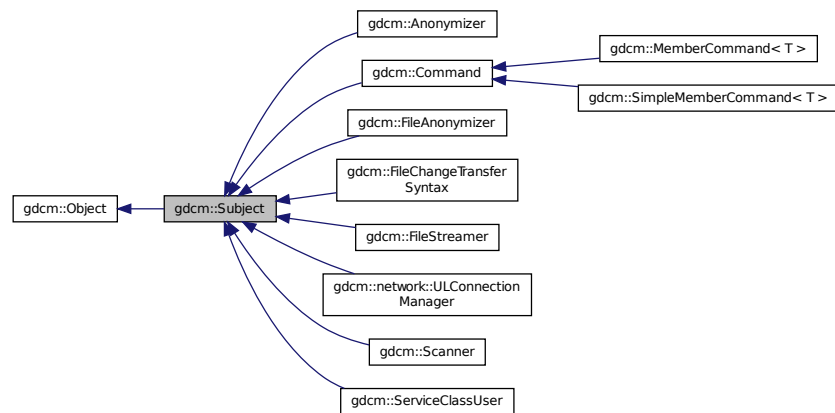 gdcm::Anonymizer
gdcm::MemberCommand< T >
gdcm::Command
gdcm::SimpleMemberCommand< T >
gdcm::FileAnonymizer
gdcm::FileChangeTransfer
Syntax
gdcm::Object
gdcm::Subject
gdcm::FileStreamer
gdcm::network::ULConnection
Manager
gdcm::Scanner
gdcm::ServiceClassUser